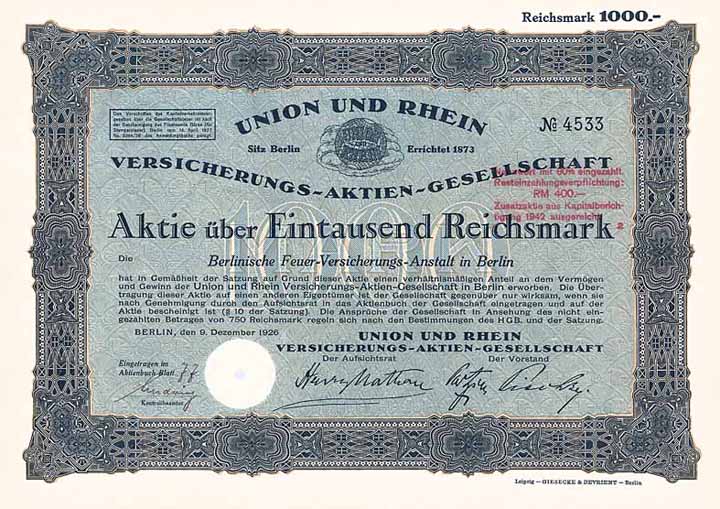 Reichsmark 1000.-
UNION UND RHEIN
Sitz Berlin
Errichtet 1873
№ 4533
VERSICHERUNGS-AKTIEN-GESELLSCHAFT
mit 60% eingezahlt.
Resteinzahlungsverpflichtung:
RM 400.—
Zusatzaktie aus Kapitalberich-
tigung 1942 ausgereicht
2
1000
Aktie über Eintausend Reichsmark
Die
Berlinische Feuer-Versicherungs-Anstalt in Berlin
hat in Gemäßheit der Satzung auf Grund dieser Aktie einen verhältnismäßigen Anteil an dem Vermögen
und Gewinn der Union und Rhein Versicherungs-Aktien-Gesellschaft in Berlin erworben. Die Über-
tragung dieser Aktie auf einen anderen Eigentümer ist der Gesellschaft gegenüber nur wirksam, wenn sie
nach Genehmigung durch den Aufsichtsrat in das Aktienbuch der Gesellschaft eingetragen und auf der
Aktie bescheinigt ist (§ 10 der Satzung). Die Ansprüche der Gesellschaft in Ansehen des nicht ein-
gezahlten Betrages von 750 Reichsmark regeln sich nach den Bestimmungen des HGB. und der Satzung.
BERLIN, den 9. Dezember 1926
UNION UND RHEIN
VERSICHERUNGS-AKTIEN-GESELLSCHAFT
Der Aufsichtsrat
Der Vorstand
Eingetragen im
Aktienbuch Blatt 78
Kontrollbeamter
Leipzig — GIESECKE & DEVRIENT — Berlin